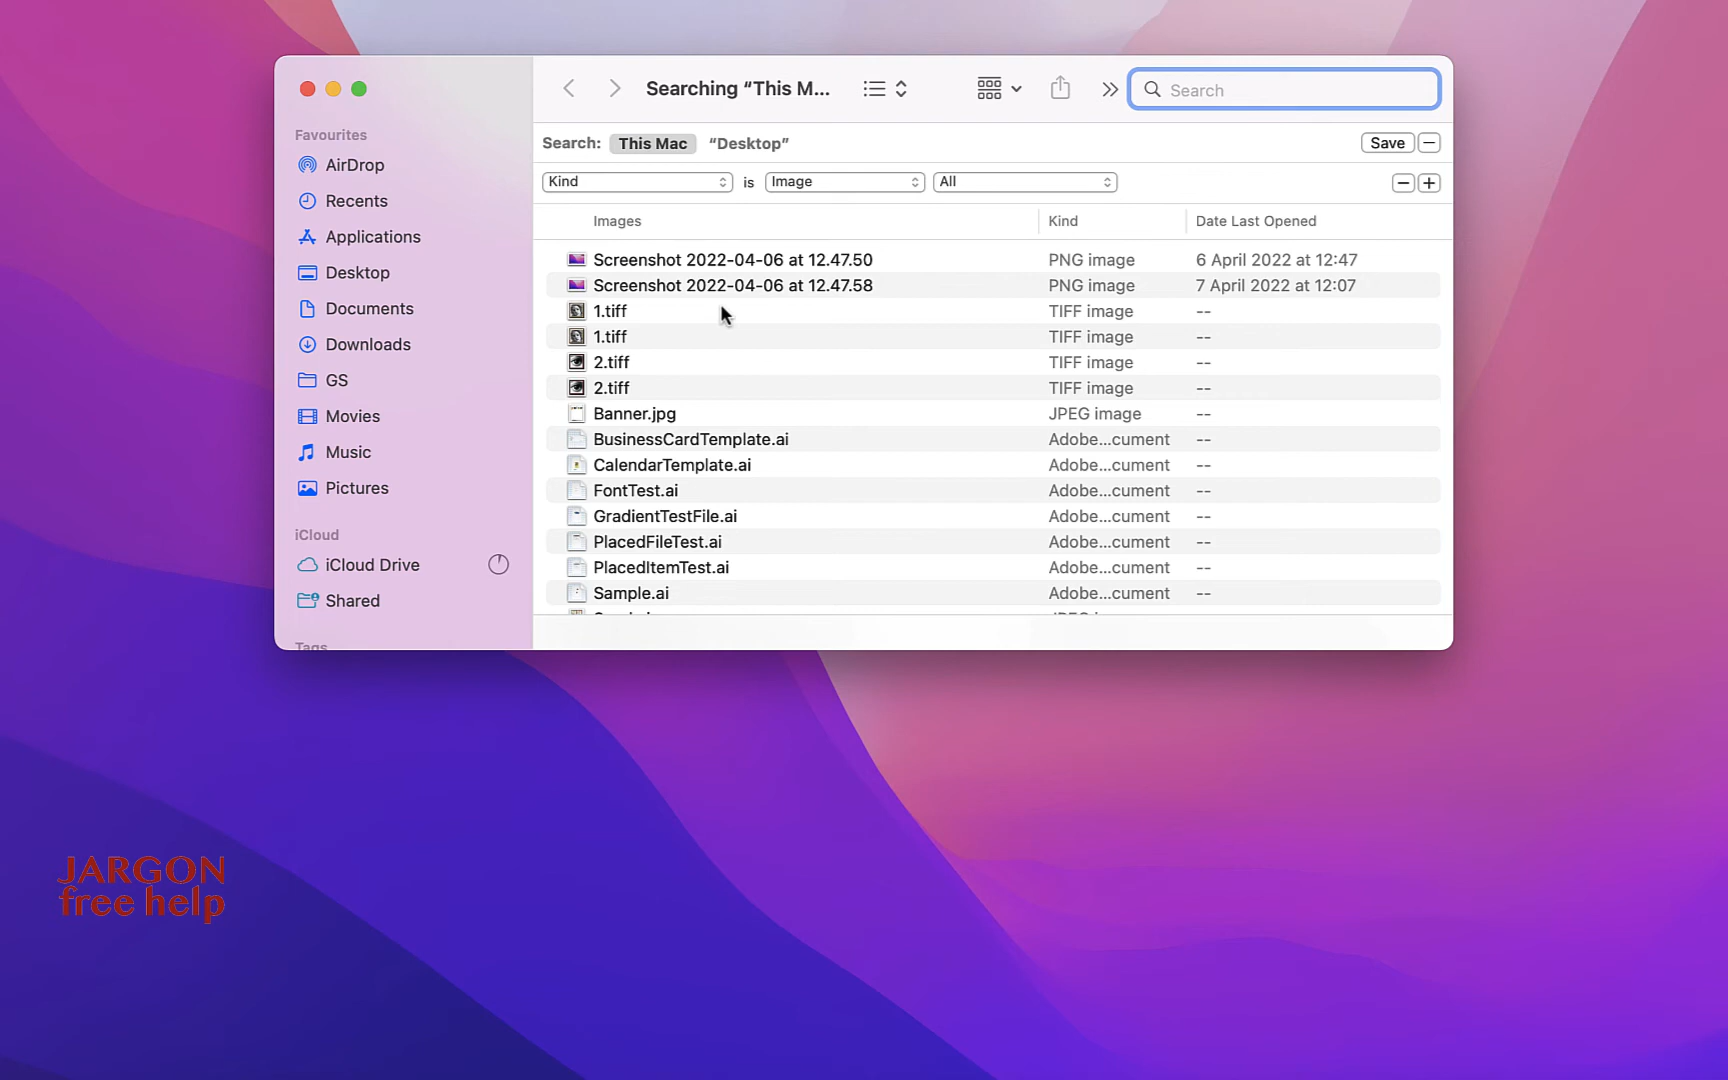 Searching “This M...
Search
Favourites
AirDrop
Recents
Applications
Desktop
Documents
Downloads
GS
Movies
Music
Pictures
iCloud
iCloud Drive
Shared
Tags
Search: This Mac “Desktop” Save
Kind is Image All
Images Kind Date Last Opened
Screenshot 2022-04-06 at 12.47.50 PNG image 6 April 2022 at 12:47
Screenshot 2022-04-06 at 12.47.58 PNG image 7 April 2022 at 12:07
1.tiff TIFF image --
1.tiff TIFF image --
2.tiff TIFF image --
2.tiff TIFF image --
Banner.jpg JPEG image --
BusinessCardTemplate.ai Adobe...cument --
CalendarTemplate.ai Adobe...cument --
FontTest.ai Adobe...cument --
GradientTestFile.ai Adobe...cument --
PlacedFileTest.ai Adobe...cument --
PlacedItemTest.ai Adobe...cument --
Sample.ai Adobe...cument --
JARGON
free help